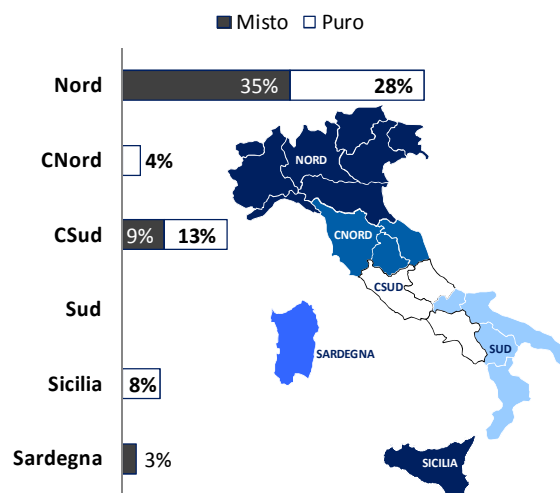 Misto Puro
Nord 35% 28%
NORD
CNord 4%
CNORD
CSud 9% 13%
CSUD
Sud
SUD
SARDEGNA
Sicilia 8%
Sardegna 3%
SICILIA